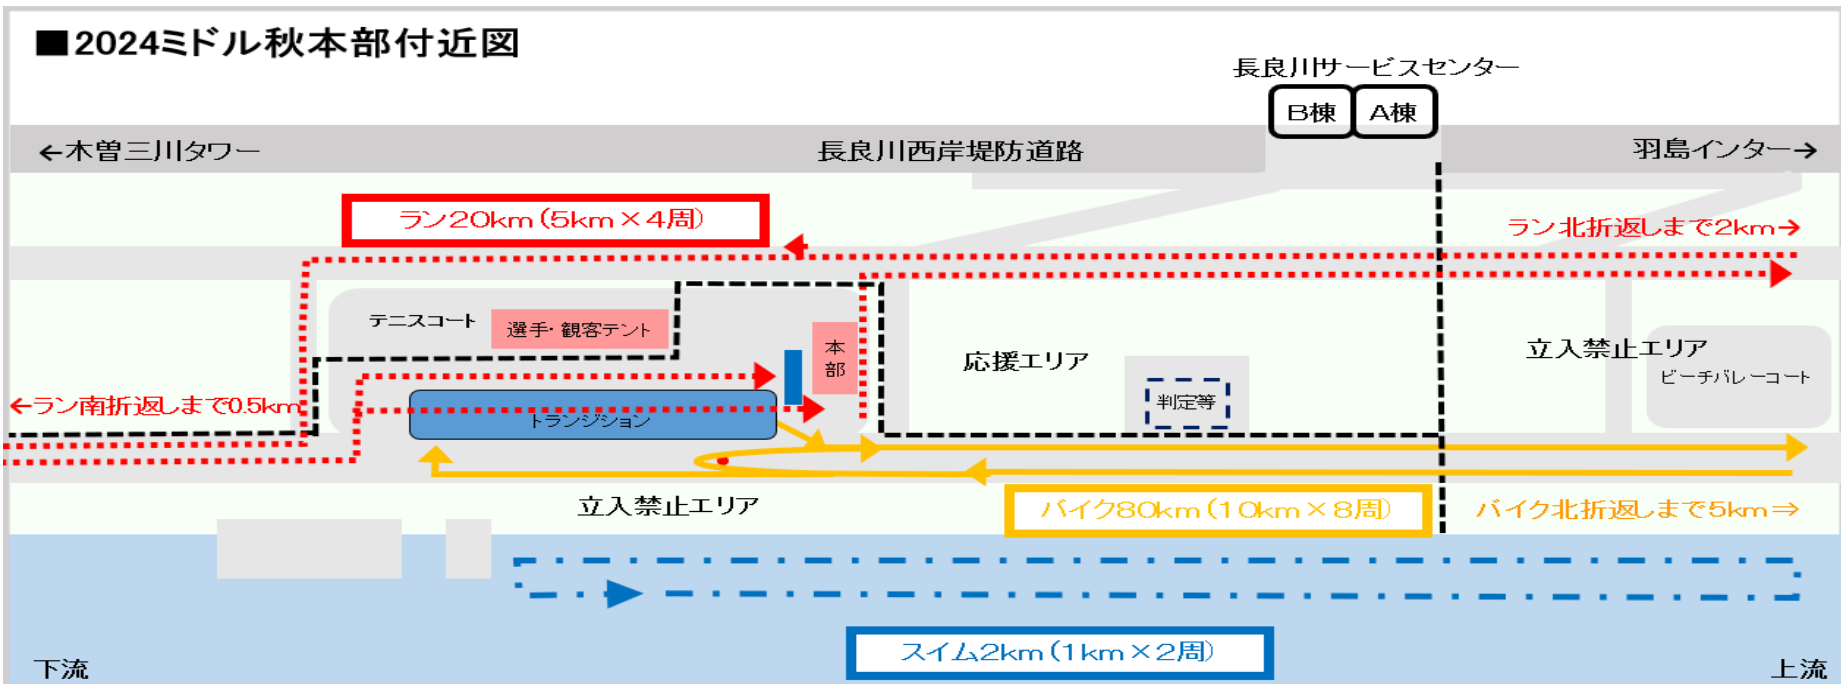 ■2024ミドル秋本部付近図
長良川サービスセンター
B棟
A棟
←木曽三川タワー
長良川西岸堤防道路
羽島インター→
ラン20km(5km×4周)
ラン北折返しまで2km→
テニスコート
選手・観客テント
本部
応援エリア
立入禁止エリア
ビーチバレーコート
判定等
←ラン南折返しまで0.5km
トランジション
立入禁止エリア
バイク80km(10km×8周)
バイク北折返しまで5km⇒
スイム2km(1km×2周)
下流
上流